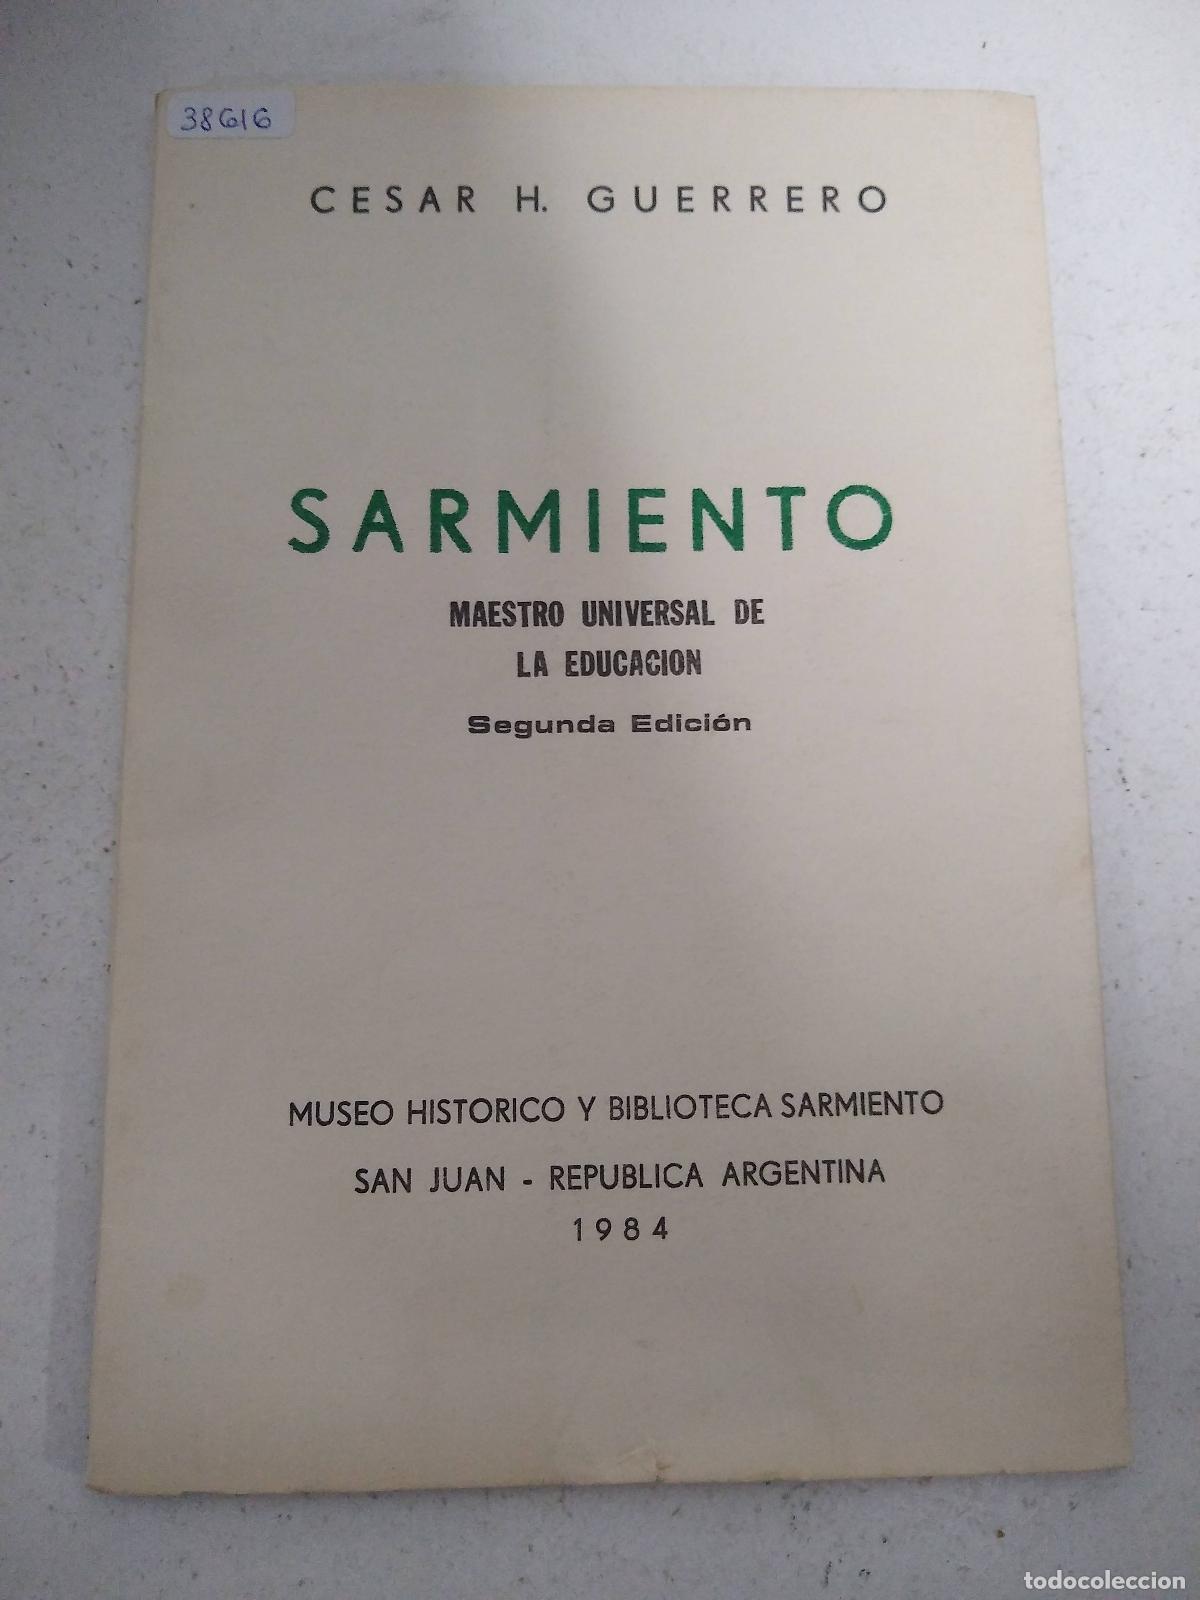 38616
CESAR H. GUERRERO
SARMIENTO
MAESTRO UNIVERSAL DE
LA EDUCACION
Segunda Edición
MUSEO HISTORICO Y BIBLIOTECA SARMIENTO
SAN JUAN - REPUBLICA ARGENTINA
1984
todocoleccion